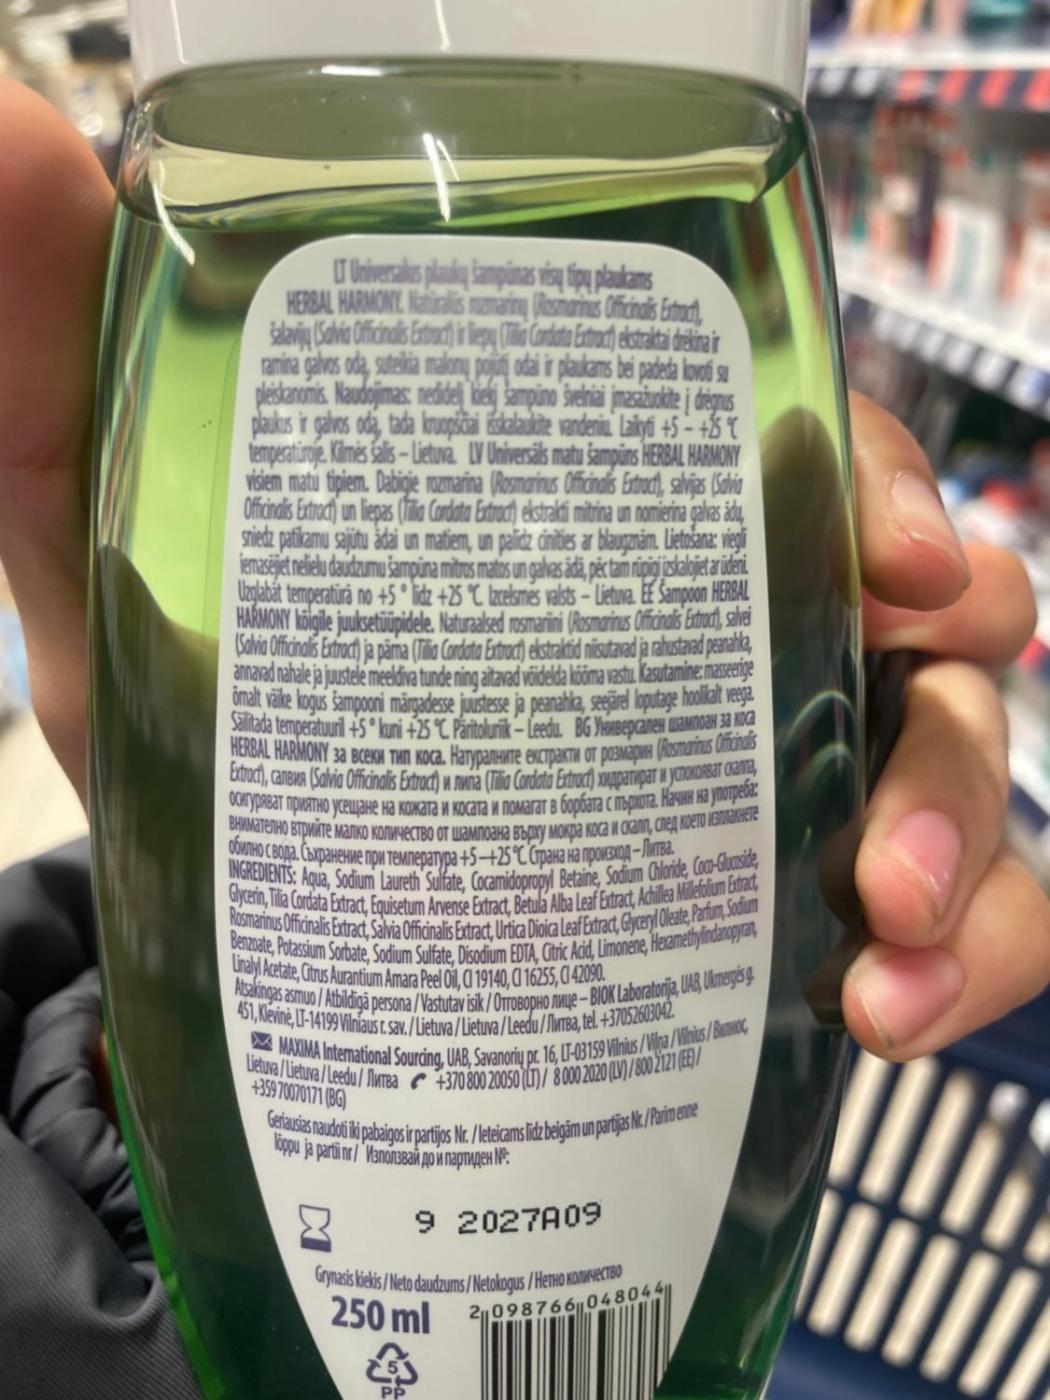 LT Universalus plaukų šampūnas visų tipų plaukams
HERBAL HARMONY. Natūralūs rozmarinų (Rosmarinus Officinalis Extract),
šalavijų (Salvia Officinalis Extract) ir liepų (Tilia Cordata Extract) ekstraktai drėkina ir
ramina galvos odą, suteikia malonų pojūtį odai ir plaukams bei padeda kovoti su
pleiskanomis. Naudojimas: nedidelį kiekį šampūno švelniai įmasažuokite į drėgnus
plaukus ir galvos odą, tada kruopščiai išskalaukite vandeniu. Laikyti +5 – +25 °C
temperatūroje. Kilmės šalis – Lietuva. LV Universāls matu šampūns HERBAL HARMONY
visiem matu tipiem. Dabīgie rozmarīna (Rosmarinus Officinalis Extract), salvijas (Salvia
Officinalis Extract) un liepas (Tilia Cordata Extract) ekstrakti mitrina un nomierina galvas ādu,
sniedz patīkamu sajūtu ādai un matiem, un palīdz cīnīties ar blaugznām. Lietošana: viegli
iemasējiet nelielu daudzumu šampūna mitros matos un galvas ādā, pēc tam rūpīgi izskalojiet ar ūdeni.
Uzglabāt temperatūrā no +5 ° līdz +25 °C. Izcelsmes valsts – Lietuva. EE Šampoon HERBAL
HARMONY kõigile juuksetüüpidele. Naturaalsed rosmariini (Rosmarinus Officinalis Extract), salvei
(Salvia Officinalis Extract) ja pärna (Tilia Cordata Extract) ekstraktid niisutavad ja rahustavad peanahka,
annavad nahale ja juustele meeldiva tunde ning aitavad võidelda kõõma vastu. Kasutamine: masseerige
õrnalt väike kogus šampooni märgadesse juustesse ja peanahka, seejärel loputage hoolikalt veega.
Säilitada temperatuuril +5 ° kuni +25 °C. Päritoluriik – Leedu. BG Универсален шампоан за коса
HERBAL HARMONY за всеки тип коса. Натуралните екстракти от розмарин (Rosmarinus Officinalis
Extract), салвия (Salvia Officinalis Extract) и липа (Tilia Cordata Extract) хидратират и успокояват скалпа,
осигуряват приятно усещане на кожата и косата и помагат в борбата с пърхота. Начин на употреба:
внимателно втрийте малко количество от шампоана върху мокра коса и скалп, след което изплакнете
обилно с вода. Съхранение при температура +5–+25 °C. Страна на произход – Литва.
INGREDIENTS: Aqua, Sodium Laureth Sulfate, Cocamidopropyl Betaine, Sodium Chloride, Coco-Glucoside,
Glycerin, Tilia Cordata Extract, Equisetum Arvense Extract, Betula Alba Leaf Extract, Achillea Millefolium Extract,
Rosmarinus Officinalis Extract, Salvia Officinalis Extract, Urtica Dioica Leaf Extract, Glyceryl Oleate, Parfum, Sodium
Benzoate, Potassium Sorbate, Sodium Sulfate, Disodium EDTA, Citric Acid, Limonene, Hexamethylindanopyran,
Linalyl Acetate, Citrus Aurantium Amara Peel Oil, CI 19140, CI 16255, CI 42090.
Atsakingas asmuo / Atbildīgā persona / Vastutav isik / Отговорно лице – BIOK Laboratorija, UAB, Ukmergės g.
451, Klevinė, LT-14199 Vilniaus r. sav. / Lietuva / Lietuva / Leedu / Литва, tel. +37052603042.
MAXIMA International Sourcing, UAB, Savanorių pr. 16, LT-03159 Vilnius / Viļņa / Vilnius / Вилнюс,
Lietuva / Lietuva / Leedu / Литва +370 800 20050 (LT) / 8 000 2020 (LV) / 800 2121 (EE) /
+359 70070171 (BG)
Geriausias naudoti iki pabaigos ir partijos Nr. / Ieteicams līdz beigām un partijas Nr. / Parim enne
lõppu ja partii nr / Използвай до и партиден №:
9 2027A09
Grynasis kiekis / Neto daudzums / Netokogus / Нетно количество
250 ml
2 098766 048044
5
PP